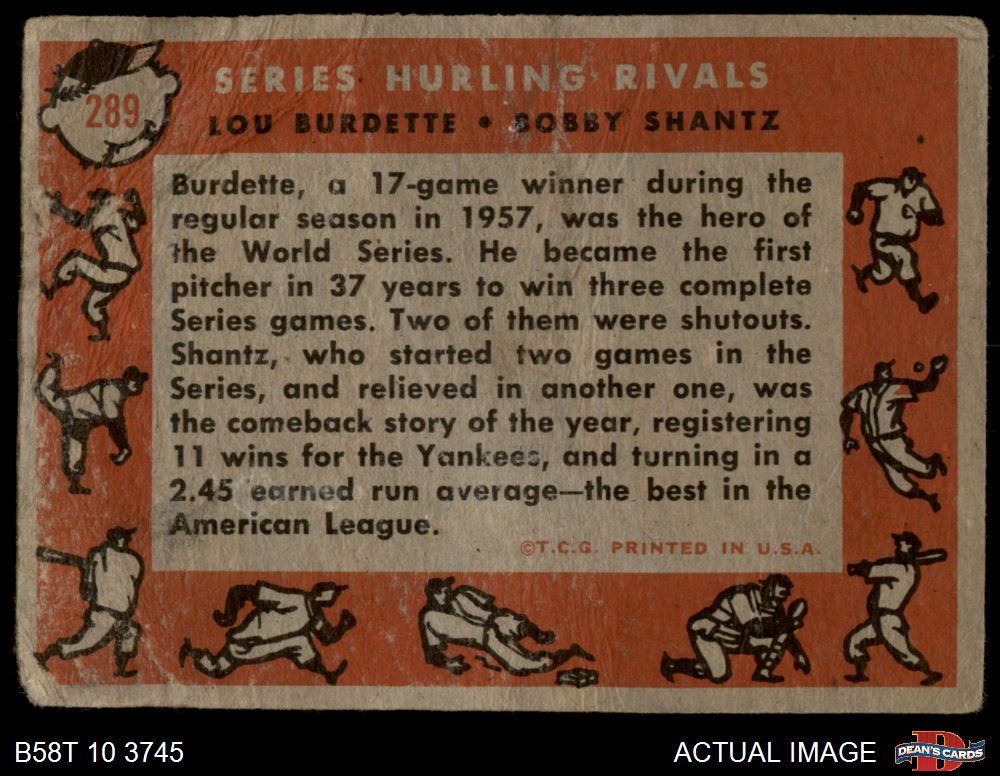 289
SERIES HURLING RIVALS
LOU BURDETTE • BOBBY SHANTZ
Burdette, a 17-game winner during the
regular season in 1957, was the hero of
the World Series. He became the first
pitcher in 37 years to win three complete
Series games. Two of them were shutouts.
Shantz, who started two games in the
Series, and relieved in another one, was
the comeback story of the year, registering
11 wins for the Yankees, and turning in a
2.45 earned run average—the best in the
American League.
©T.C.G. PRINTED IN U.S.A.
B58T 10 3745
ACTUAL IMAGE
DEAN'S CARDS